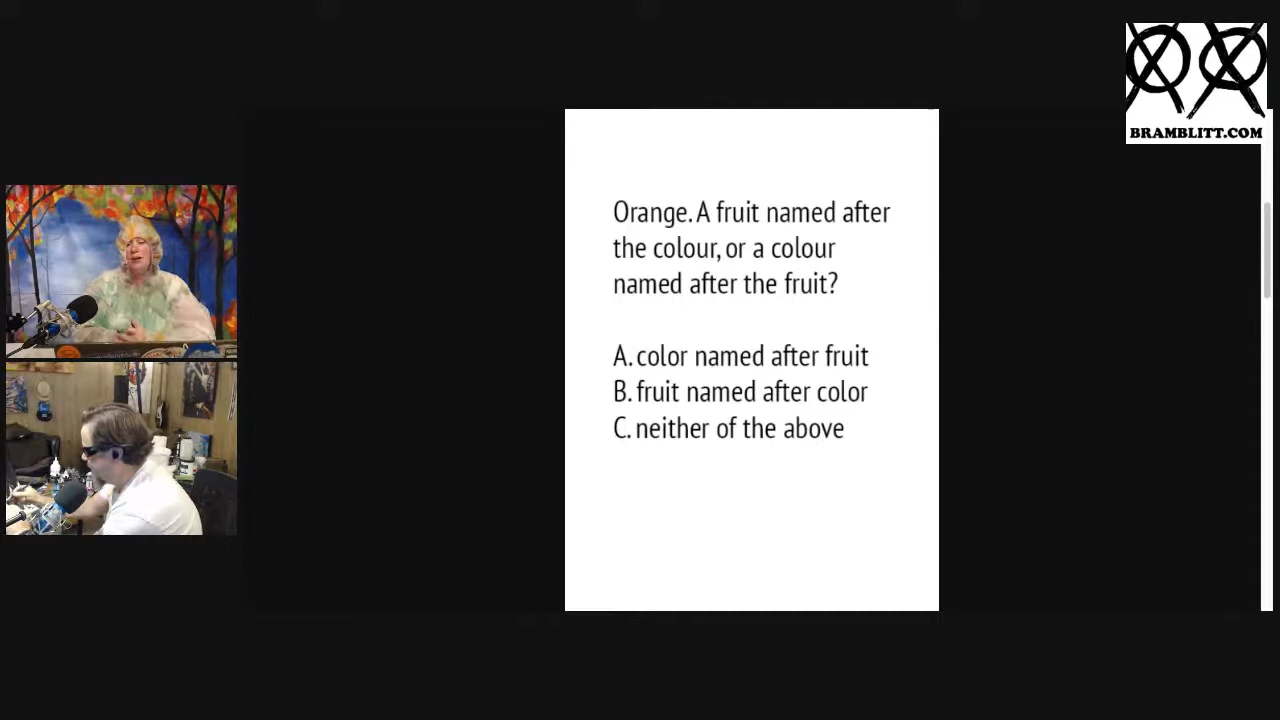 BRAMBLITT.COM
Orange. A fruit named after
the colour, or a colour
named after the fruit?
A. color named after fruit
B. fruit named after color
C. neither of the above